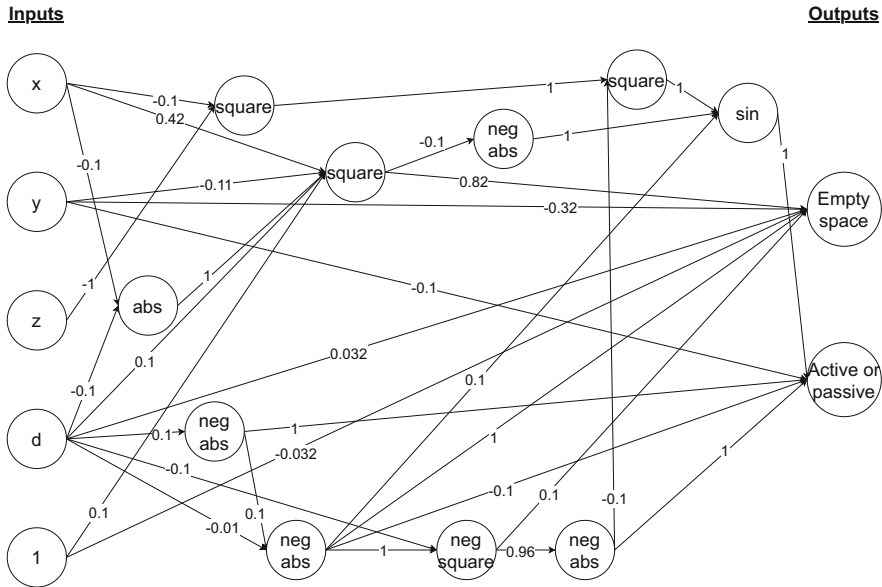 Inputs
Outputs
x
-0.1
square
1
square
1
0.42
sin
neg
abs
-0.1
1
1
-0.1
square
y
-0.11
0.82
-0.32
Empty
space
-1
1
-0.1
z
abs
0.032
0.1
0.1
-0.1
Active or
passive
d
0.1
neg
abs
1
1
-0.032
1
-0.1
-0.1
0.1
-0.1
0.1
0.1
-0.01
1
neg
abs
1
neg
square
0.96
neg
abs